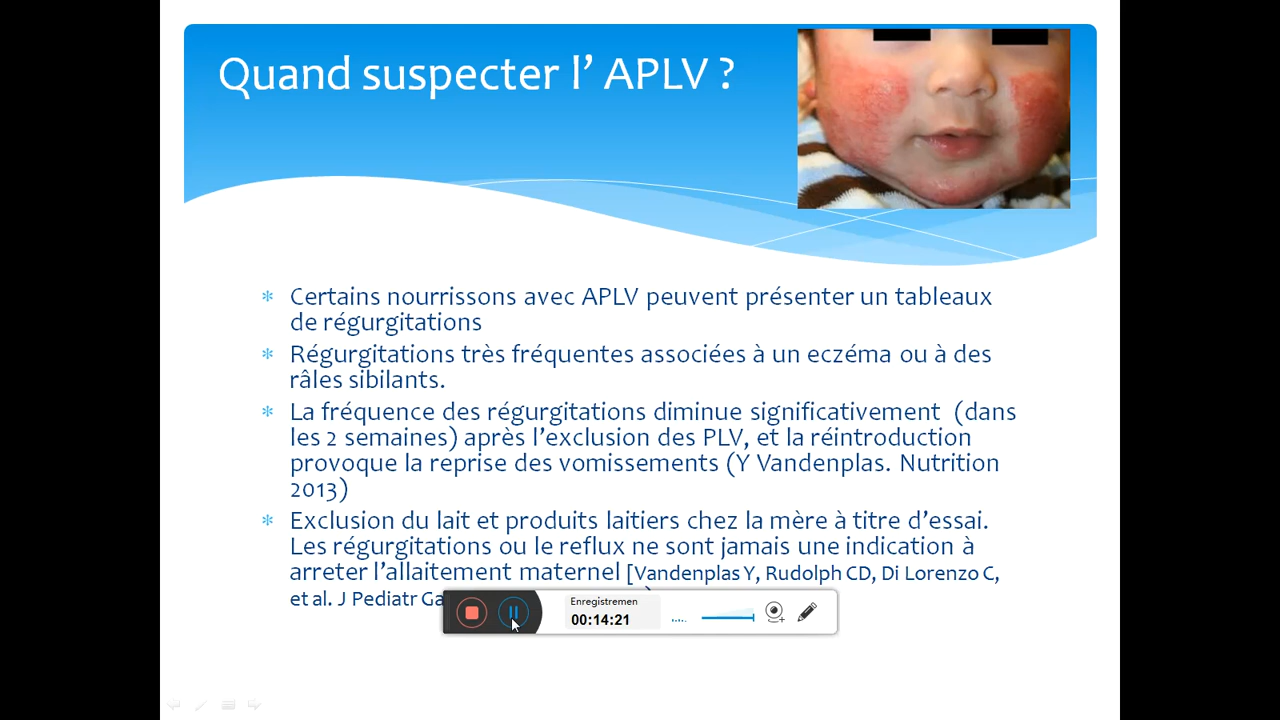 Quand suspecter l’ APLV ?
* Certains nourrissons avec APLV peuvent présenter un tableaux
de régurgitations
* Régurgitations très fréquentes associées à un eczéma ou à des
râles sibilants.
* La fréquence des régurgitations diminue significativement (dans
les 2 semaines) après l’exclusion des PLV, et la réintroduction
provoque la reprise des vomissements (Y Vandenplas. Nutrition
2013)
* Exclusion du lait et produits laitiers chez la mère à titre d’essai.
Les régurgitations ou le reflux ne sont jamais une indication à
arreter l’allaitement maternel [Vandenplas Y, Rudolph CD, Di Lorenzo C,
et al. J Pediatr
Enregistremen
00:14:21